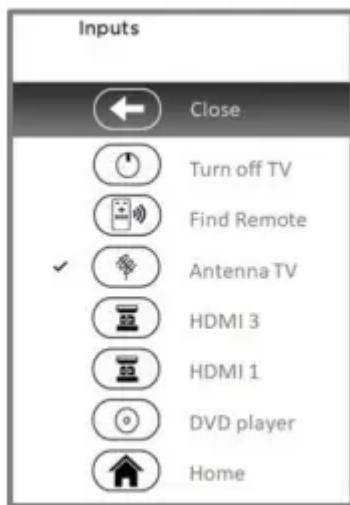 Inputs
Close
Turn off TV
Find Remote
Antenna TV
HDMI 3
HDMI 1
DVD player
Home